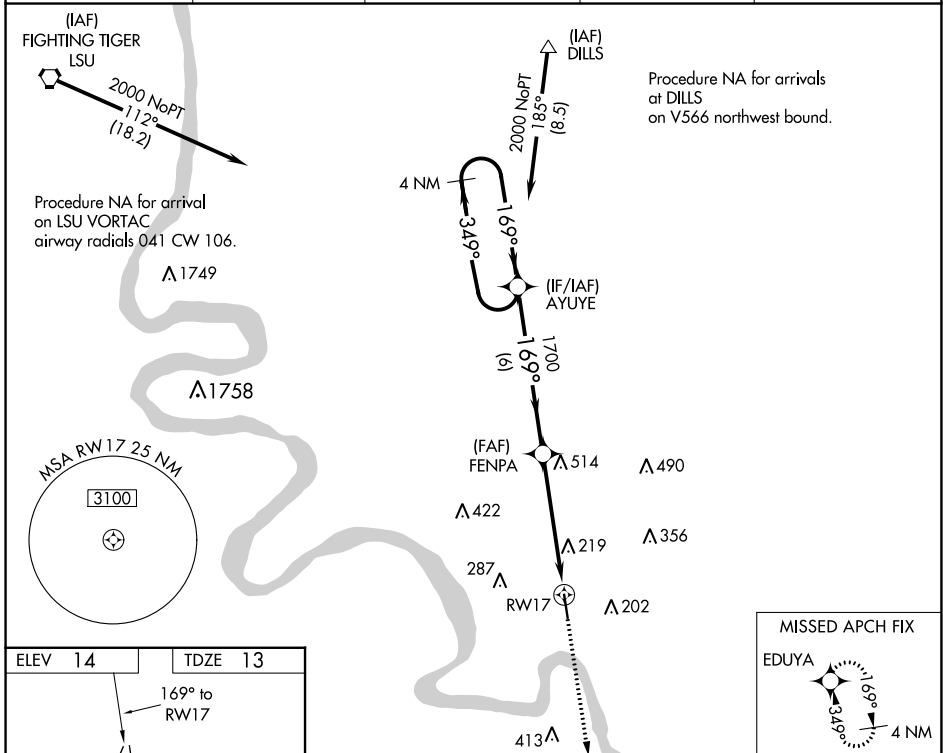 (IAF)
FIGHTING TIGER
LSU
2000 NoPT
112°
(18.2)
(IAF)
DILLS
2000 NoPT
185°
(8.5)
Procedure NA for arrivals
at DILLS
on V566 northwest bound.
4 NM
349°
169°
Procedure NA for arrival
on LSU VORTAC
airway radials 041 CW 106.
1749
(IF/IAF)
AYUYE
1700
169°
(6)
1758
MSA RW17 25 NM
3100
(FAF)
FENPA
514
490
422
219
356
287
RW17
202
ELEV 14
TDZE 13
169° to
RW17
413
MISSED APCH FIX
EDUYA
169°
349°
4 NM